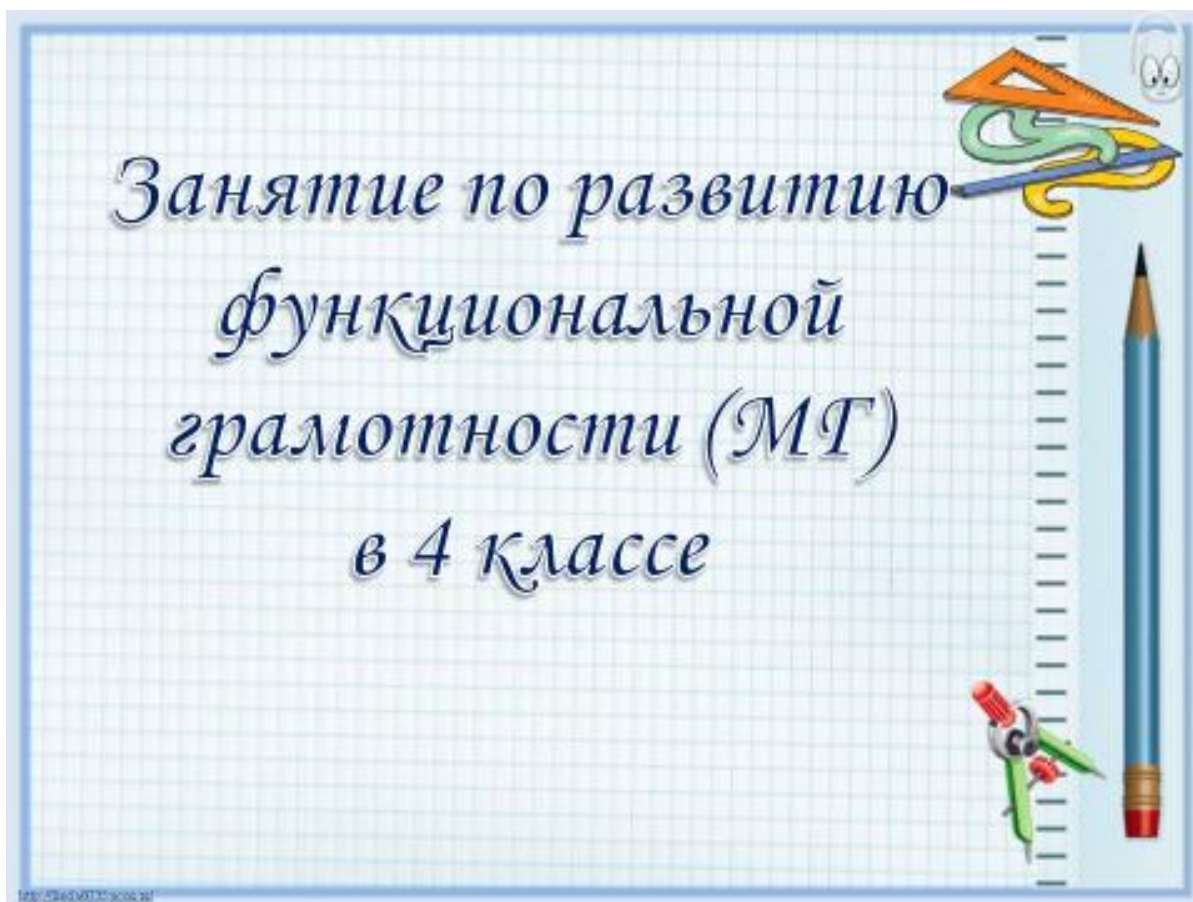 Занятие по развитию
функциональной
грамотности (МГ)
в 4 классе